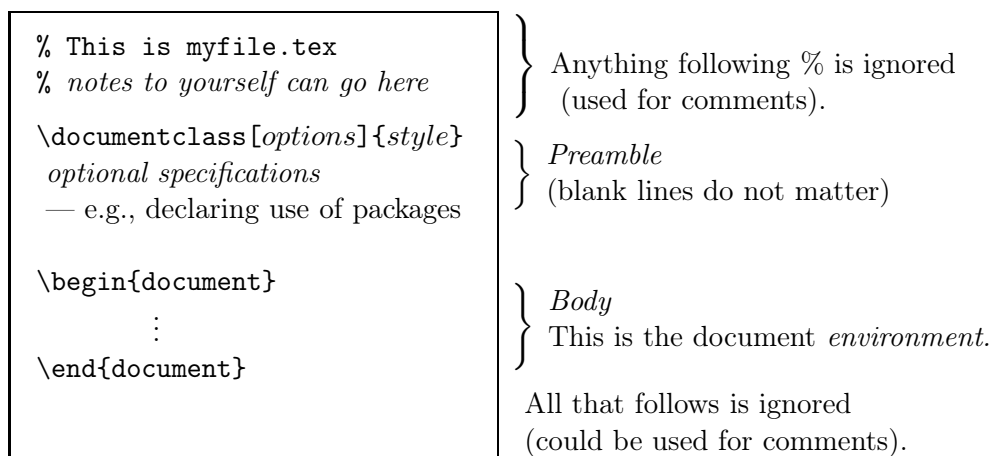 % This is myfile.tex
% notes to yourself can go here
Anything following % is ignored
(used for comments).
\documentclass[options]{style}
optional specifications
— e.g., declaring use of packages
Preamble
(blank lines do not matter)
\begin{document}
⋮
\end{document}
Body
This is the document environment.
All that follows is ignored
(could be used for comments).